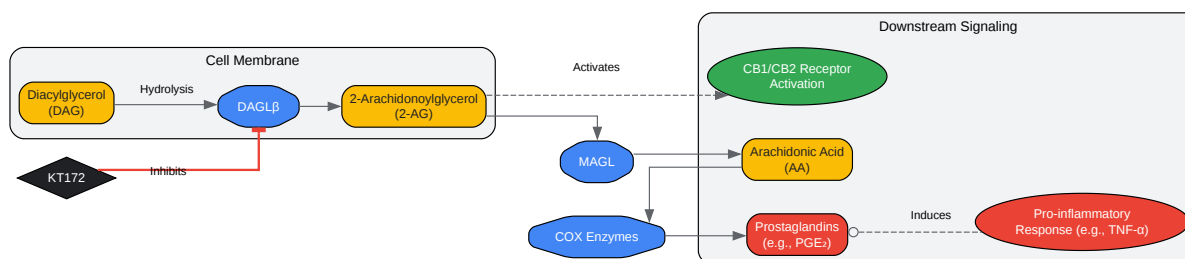 Downstream Signaling
Cell Membrane
Activates
CB1/CB2 Receptor
Activation
Diacylglycerol
(DAG)
Hydrolysis
DAGLβ
2-Arachidonoylglycerol
(2-AG)
KT172
Inhibits
MAGL
Arachidonic Acid
(AA)
COX Enzymes
Prostaglandins
(e.g., PGE₂)
Induces
Pro-inflammatory
Response (e.g., TNF-α)